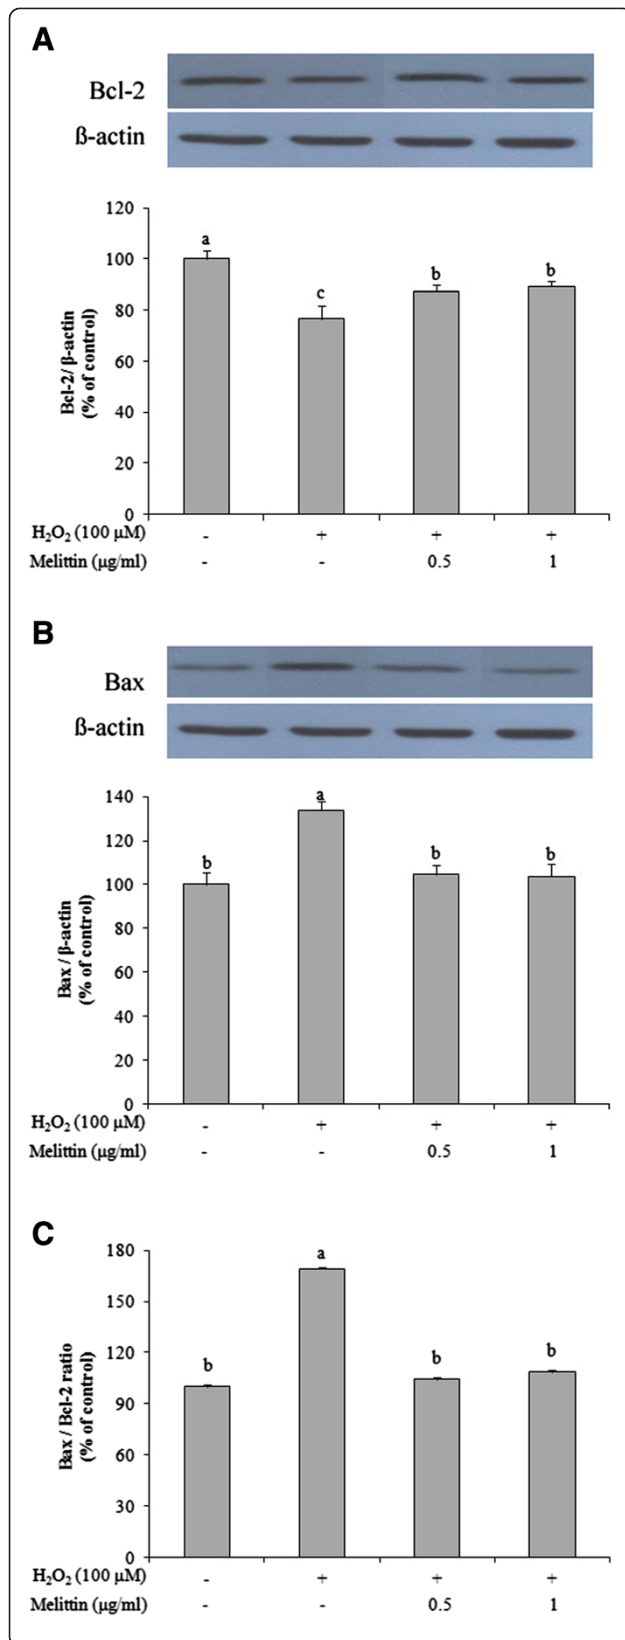 A
Bcl-2
ß-actin
120
100
80
60
40
20
0
Bcl-2/ β-actin
(% of control)
a
c
b
b
H₂O₂ (100 µM) - + + +
Melittin (µg/ml) - - 0.5 1
B
Bax
ß-actin
140
120
100
80
60
40
20
0
Bax / β-actin
(% of control)
b
a
b
b
H₂O₂ (100 µM) - + + +
Melittin (µg/ml) - - 0.5 1
C
180
150
120
90
60
30
0
Bax / Bcl-2 ratio
(% of control)
b
a
b
b
H₂O₂ (100 µM) - + + +
Melittin (µg/ml) - - 0.5 1